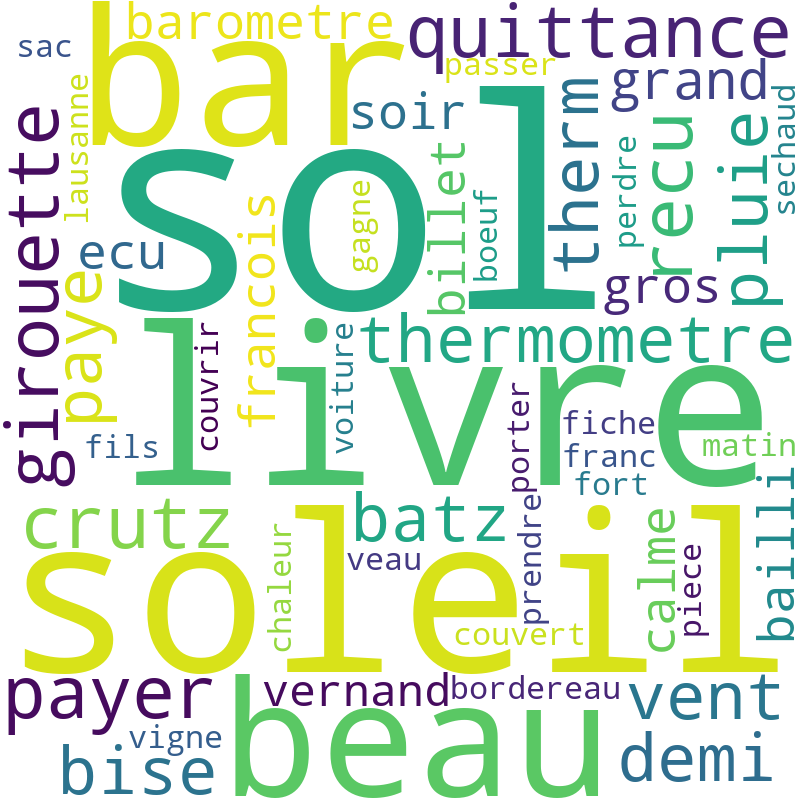 sac
barometre
quittance
bar
passer
grand
soir
therm
lausanne
girouette
sol
recu
pluie
sechaud
perdre
billet
boeuf
gagne
francois
ecu
paye
gros
thermometre
livre
couvrir
voiture
porter
fiche
franc
fort
matin
fils
crutz
batz
bailli
calme
piece
prendre
veau
chaleur
soleil
couvert
payer
vernand
bordereau
vent
beau
vigne
bise
demi